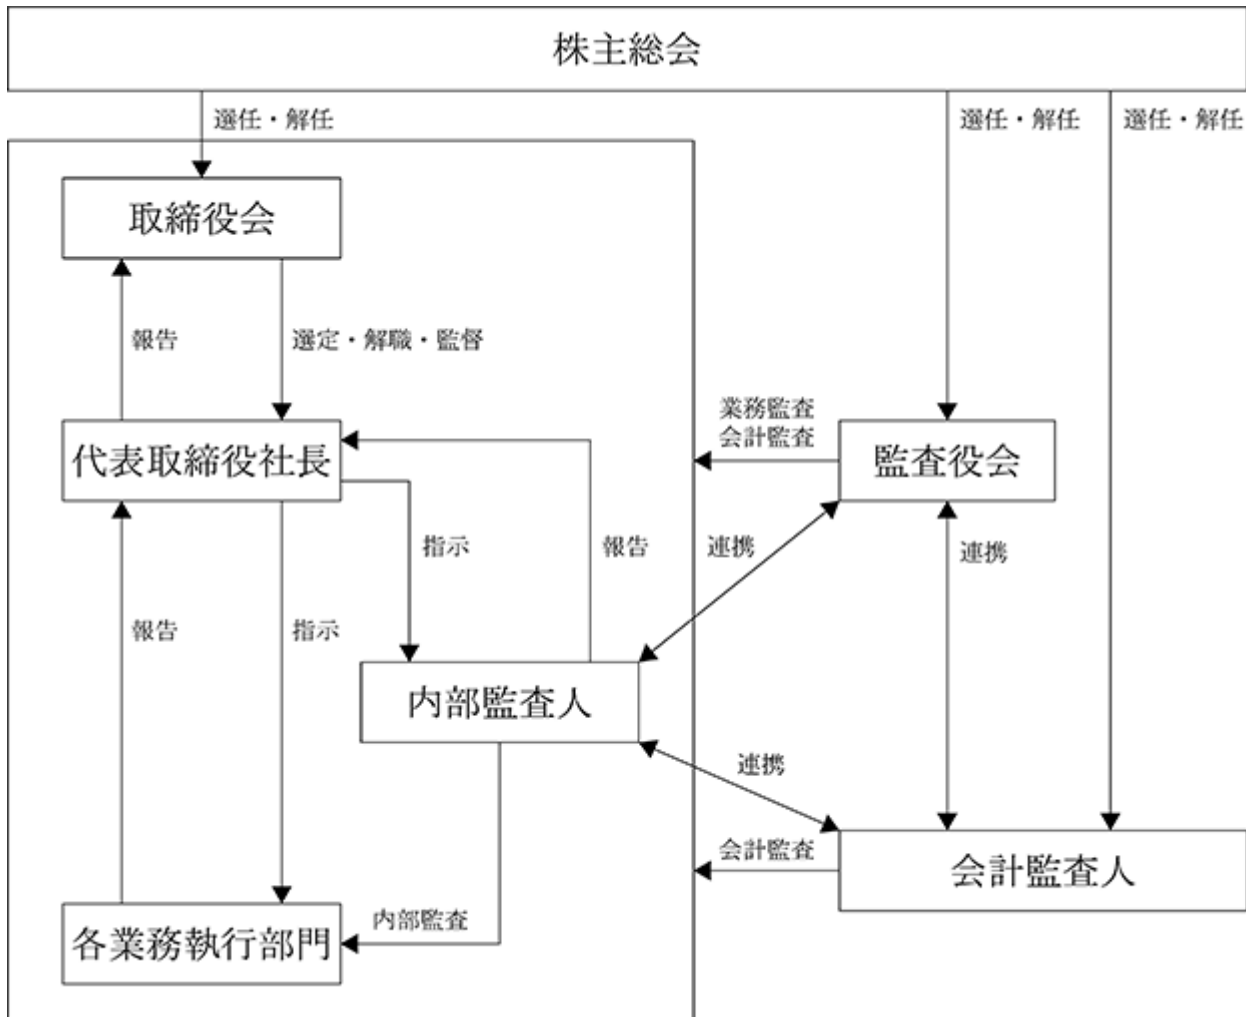 株主総会
選任・解任
選任・解任
選任・解任
取締役会
報告
選定・解職・監督
業務監査
会計監査
代表取締役社長
監査役会
指示
報告
連携
連携
報告
指示
内部監査人
連携
会計監査
会計監査人
内部監査
各業務執行部門